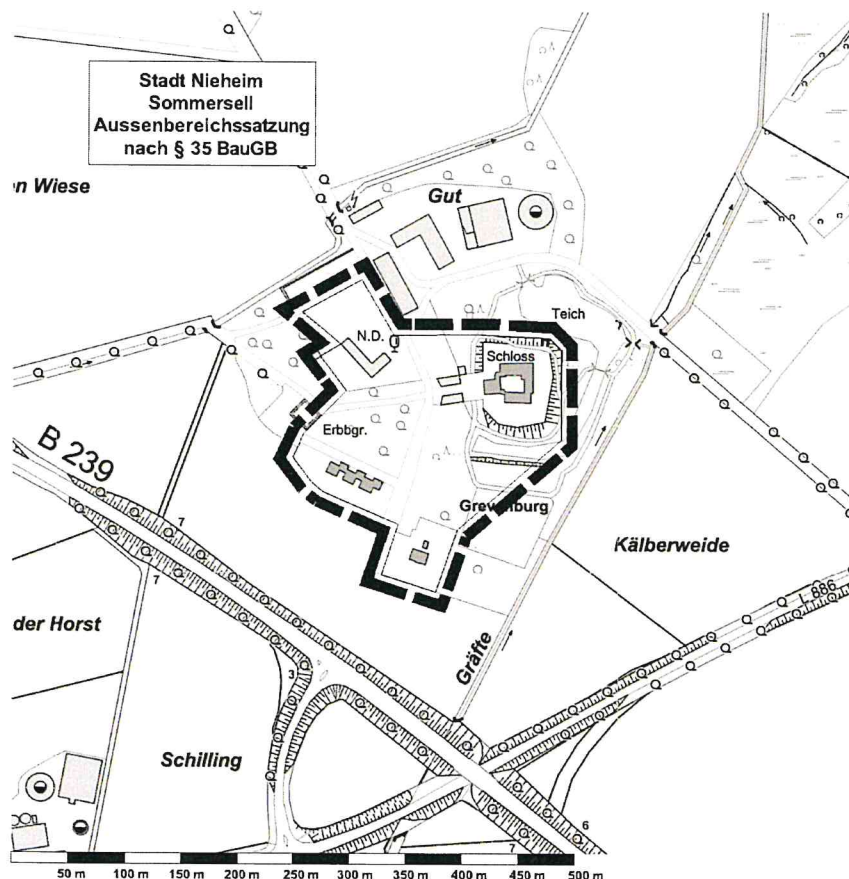 Stadt Nieheim
Sommersell
Aussenbereichssatzung
nach § 35 BauGB
n Wiese
Gut
N.D.
Teich
Schloss
Erbbgr.
B 239
Grevenburg
Kälberweide
7
7
der Horst
L 886
Gräfte
3
Schilling
6
7
50 m 100 m 150 m 200 m 250 m 300 m 350 m 400 m 450 m 500 m